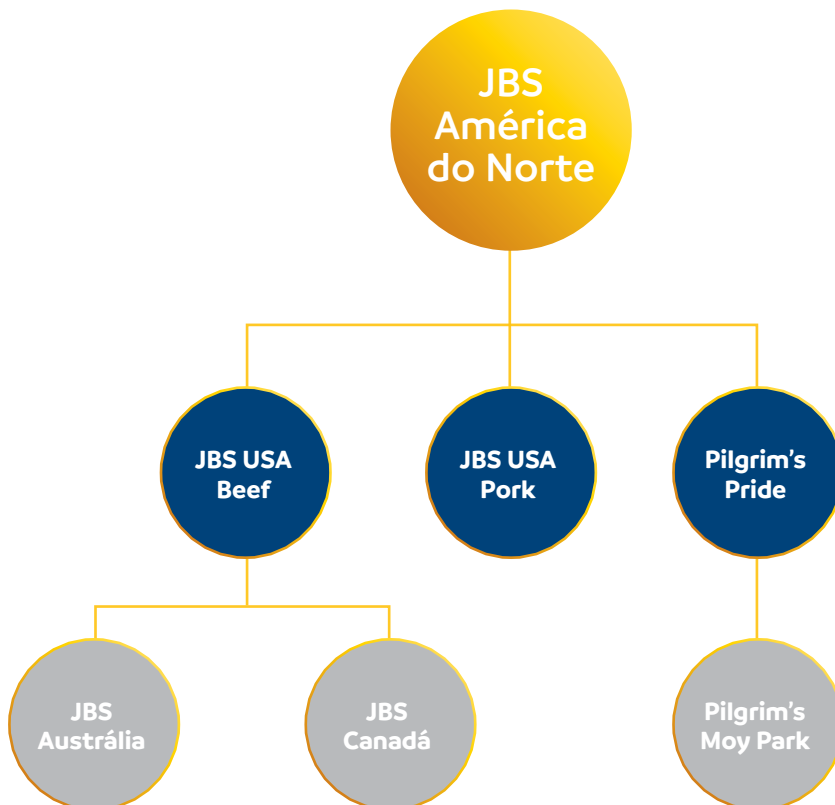 JBS
América
do Norte
JBS USA
Beef
JBS USA
Pork
Pilgrim’s
Pride
JBS
Austrália
JBS
Canadá
Pilgrim’s
Moy Park